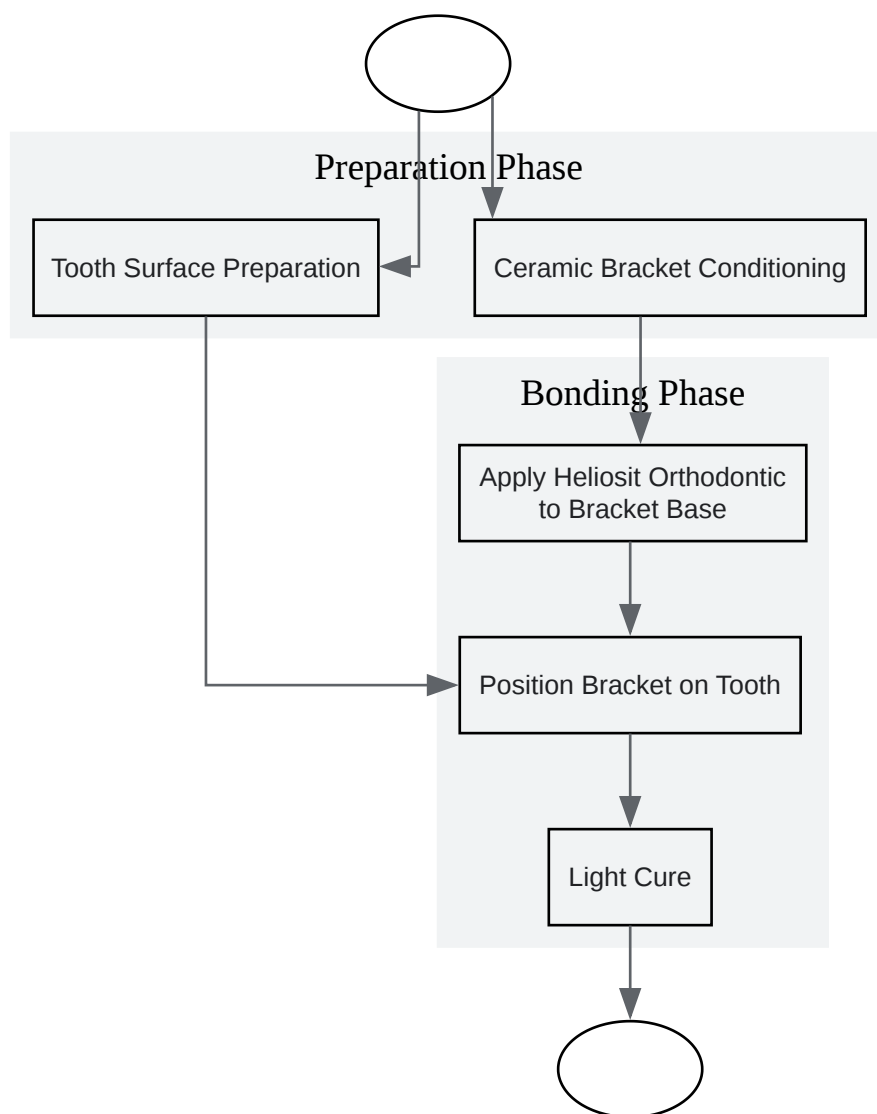 Preparation Phase
Tooth Surface Preparation
Ceramic Bracket Conditioning
Bonding Phase
Apply Heliosit Orthodontic
to Bracket Base
Position Bracket on Tooth
Light Cure